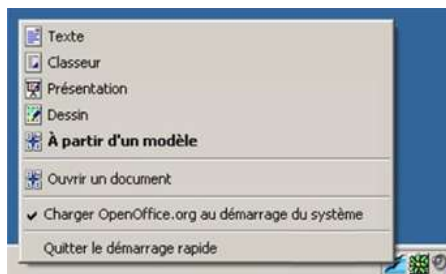 Texte
Classeur
Présentation
Dessin
À partir d'un modèle
Ouvrir un document
Charger OpenOffice.org au démarrage du système
Quitter le démarrage rapide